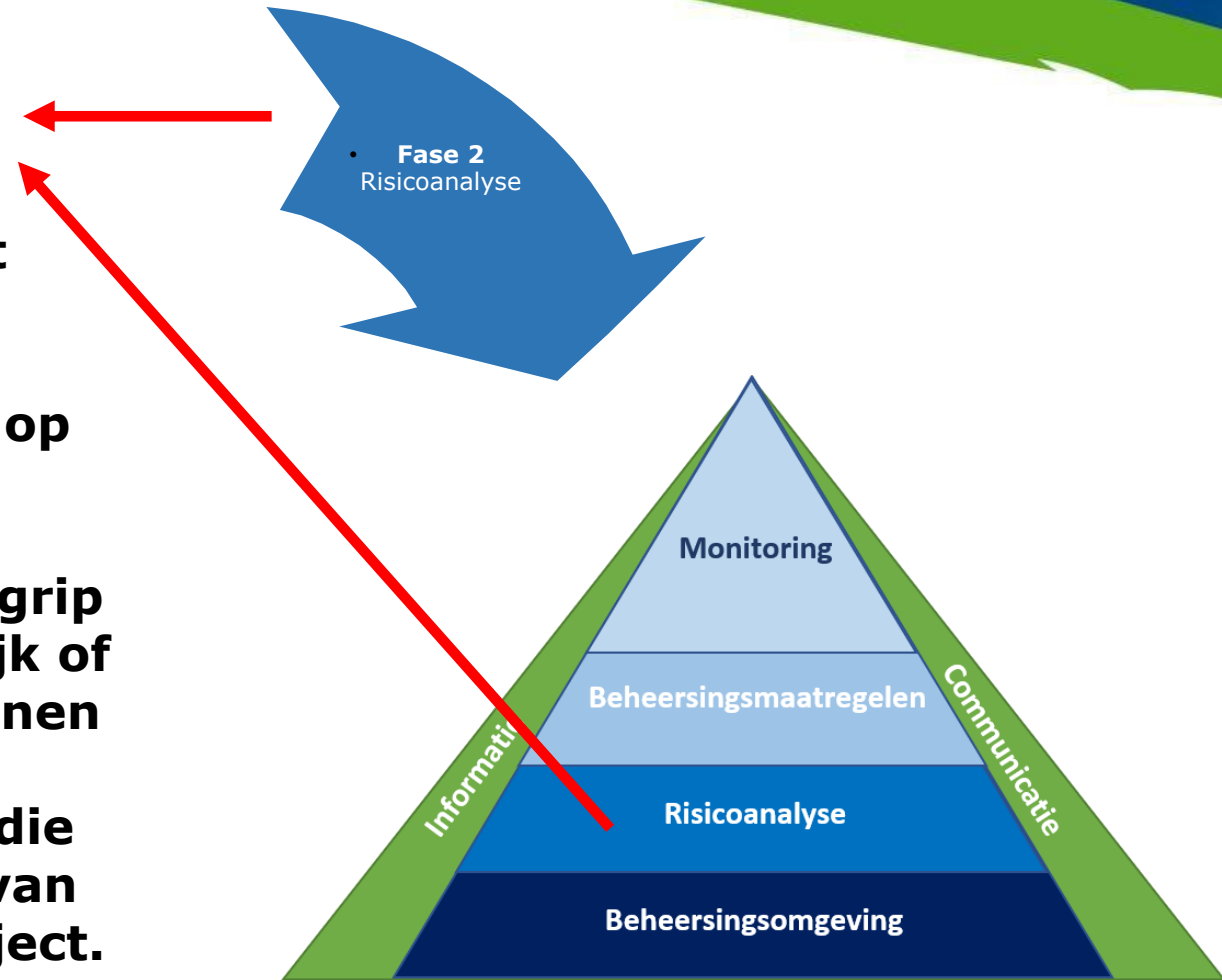 • Fase 2
Risicoanalyse
t
op
grip
jk of
nen
die
van
ject.
Monitoring
Beheersingsmaatregelen
Risicoanalyse
Beheersingsomgeving
Informatie
Communicatie